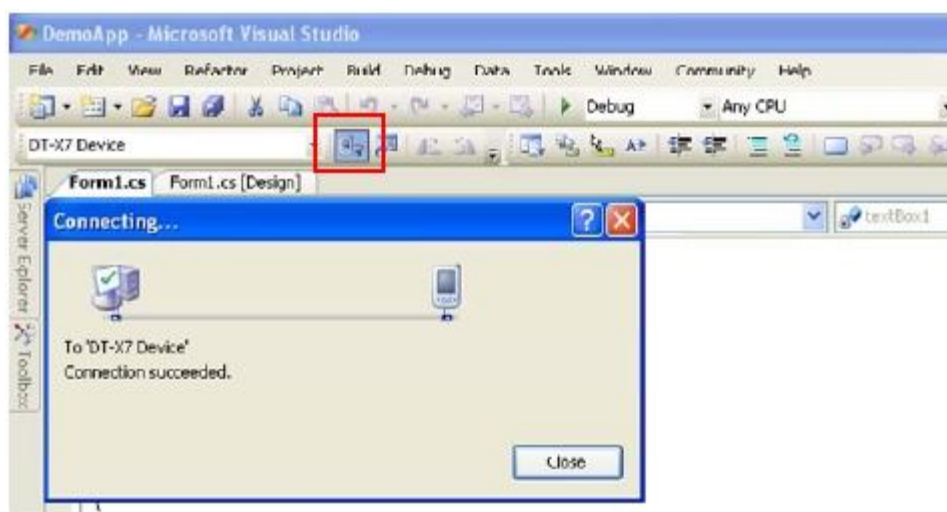 DemoApp - Microsoft Visual Studio
File Edit View Refactor Project Build Debug Data Tools Window Community Help
Debug Any CPU
DT-X7 Device
Form1.cs Form1.cs [Design]
Connecting...
textBox1
Server Explorer
Toolbox
To 'DT-X7 Device'
Connection succeeded.
Close
{